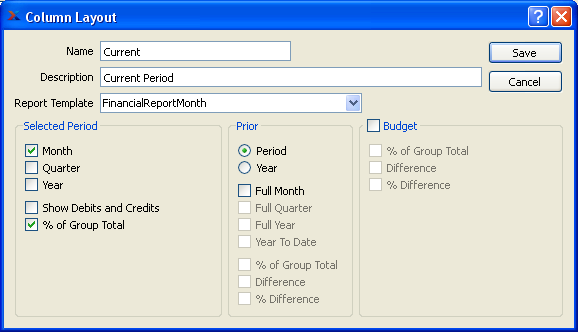 Column Layout
Name Current
Save
Description Current Period
Cancel
Report Template FinancialReportMonth
Selected Period
Month
Quarter
Year
Show Debits and Credits
% of Group Total
Prior
Period
Year
Full Month
Full Quarter
Full Year
Year To Date
% of Group Total
Difference
% Difference
Budget
% of Group Total
Difference
% Difference